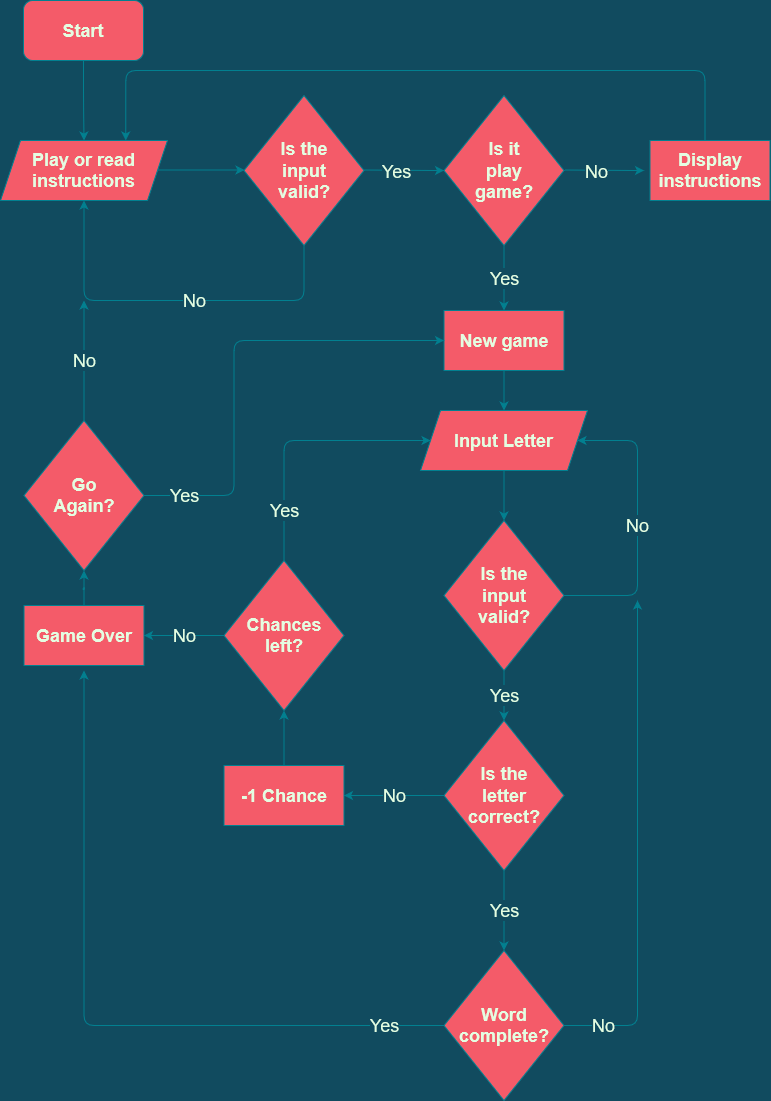 Start
Play or read
instructions
Is the
input
valid?
Yes
Is it
play
game?
No
Display
instructions
No
Yes
New game
No
Input Letter
Go
Again?
Yes
Yes
No
Is the
input
valid?
Game Over
No
Chances
left?
Yes
-1 Chance
No
Is the
letter
correct?
Yes
Yes
Word
complete?
No